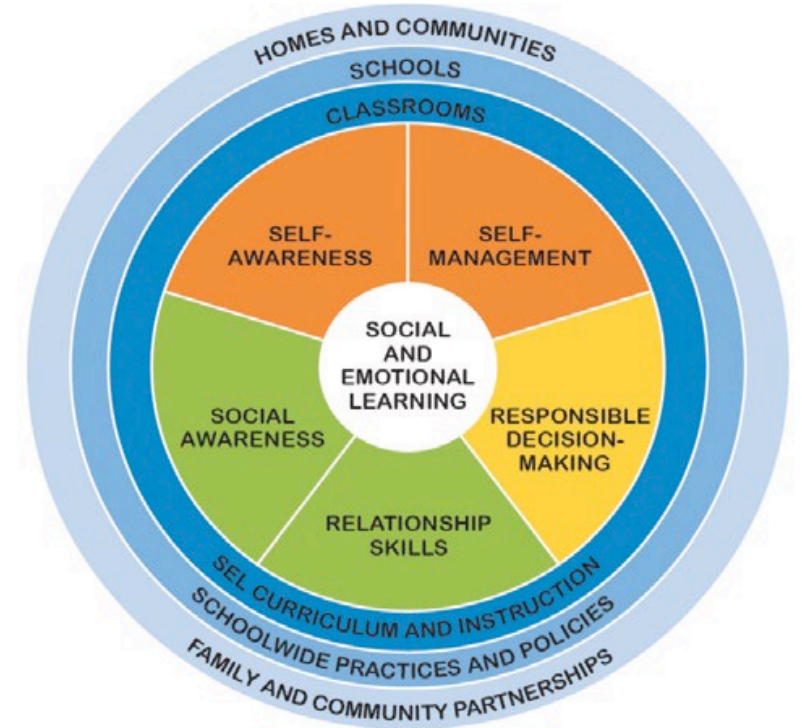 HOMES AND COMMUNITIES
SCHOOLS
CLASSROOMS
SELF-
AWARENESS
SELF-
MANAGEMENT
SOCIAL
AND
EMOTIONAL
LEARNING
SOCIAL
AWARENESS
RESPONSIBLE
DECISION-
MAKING
RELATIONSHIP
SKILLS
SEL CURRICULUM AND INSTRUCTION
SCHOOLWIDE PRACTICES AND POLICIES
FAMILY AND COMMUNITY PARTNERSHIPS